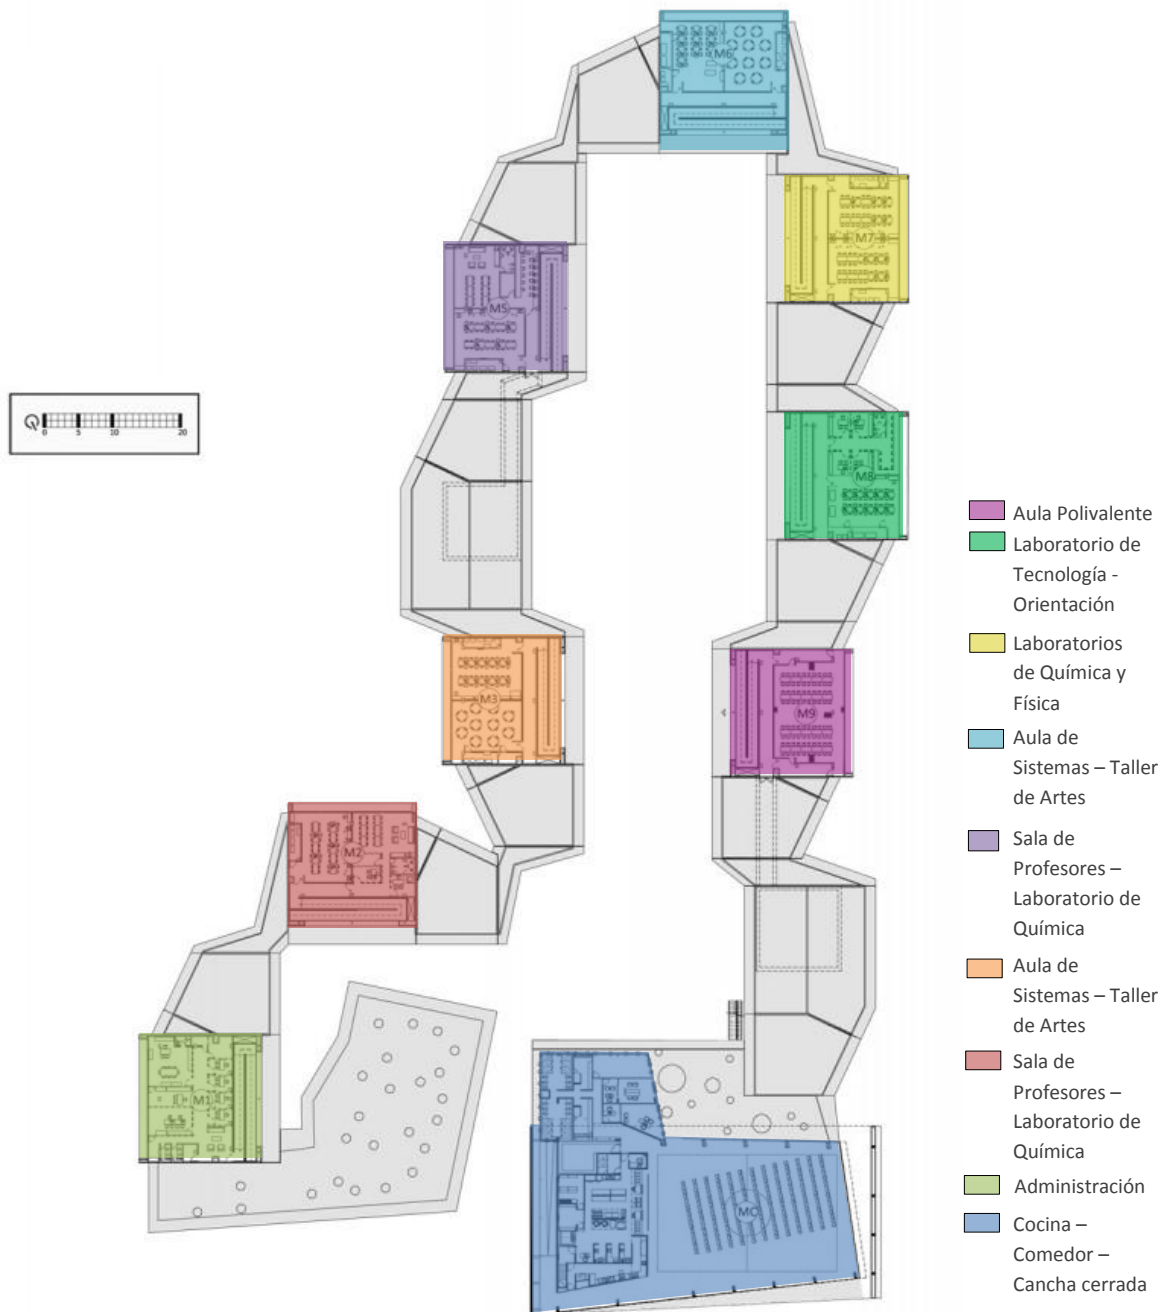 M6
M7
M5
0 5 10 20
M8
Aula Polivalente
Laboratorio de
Tecnología -
Orientación
Laboratorios
de Química y
Física
Aula de
Sistemas – Taller
de Artes
Sala de
Profesores –
Laboratorio de
Química
Aula de
Sistemas – Taller
de Artes
Sala de
Profesores –
Laboratorio de
Química
Administración
Cocina –
Comedor –
Cancha cerrada
M3
M9
M2
M1
MC